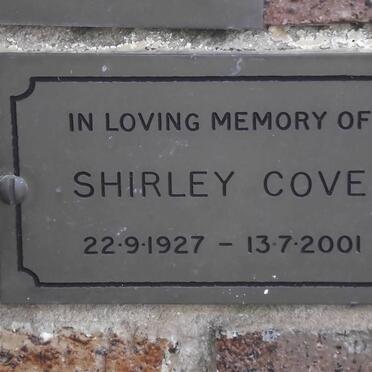 IN LOVING MEMORY OF
SHIRLEY COVE
22·9·1927 – 13·7·2001